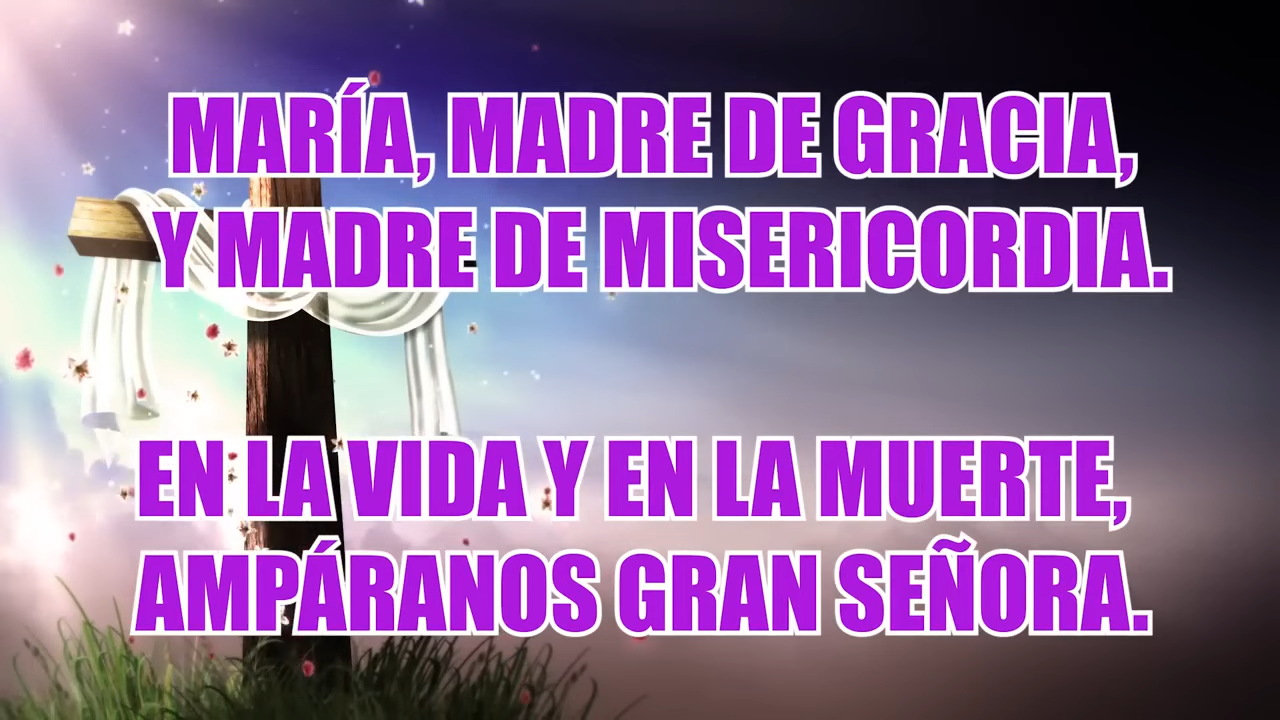 MARÍA, MADRE DE GRACIA,
Y MADRE DE MISERICORDIA.
EN LA VIDA Y EN LA MUERTE,
AMPÁRANOS GRAN SEÑORA.